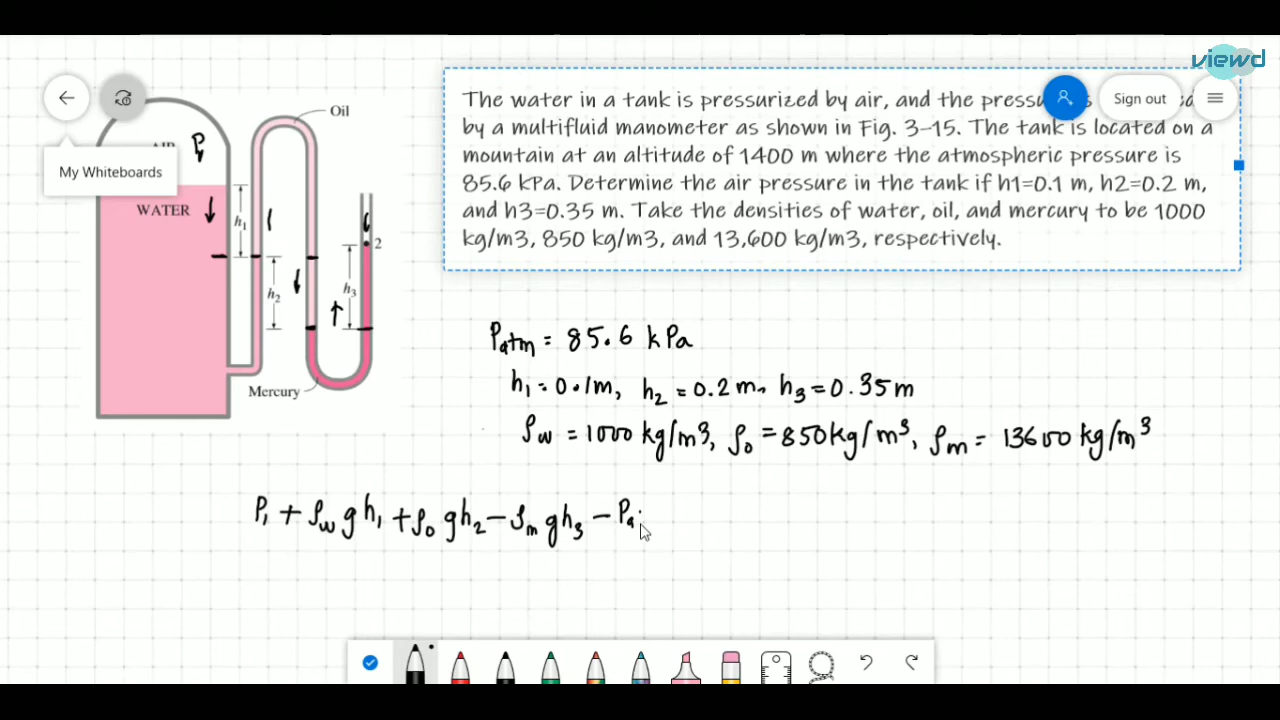 viewd
Sign out
My Whiteboards
The water in a tank is pressurized by air, and the
by a multifluid manometer as shown in Fig. 3-15. The tank is located on a
mountain at an altitude of 1400 m where the atmospheric pressure is
85.6 kPa. Determine the air pressure in the tank if h1=0.1 m, h2=0.2 m,
and h3=0.35 m. Take the densities of water, oil, and mercury to be 1000
kg/m3, 850 kg/m3, and 13,600 kg/m3, respectively.
Oil
P₁
WATER
h₁
1
2
h₂
h₃
Mercury
Patm = 85.6 kPa
h₁ = 0.1m, h₂ = 0.2 m, h₃ = 0.35 m
ρw = 1000 kg/m³, ρo = 850 kg/m³, ρm = 13600 kg/m³
P₁ + ρw g h₁ + ρo g h₂ − ρm g h₃ − Pa